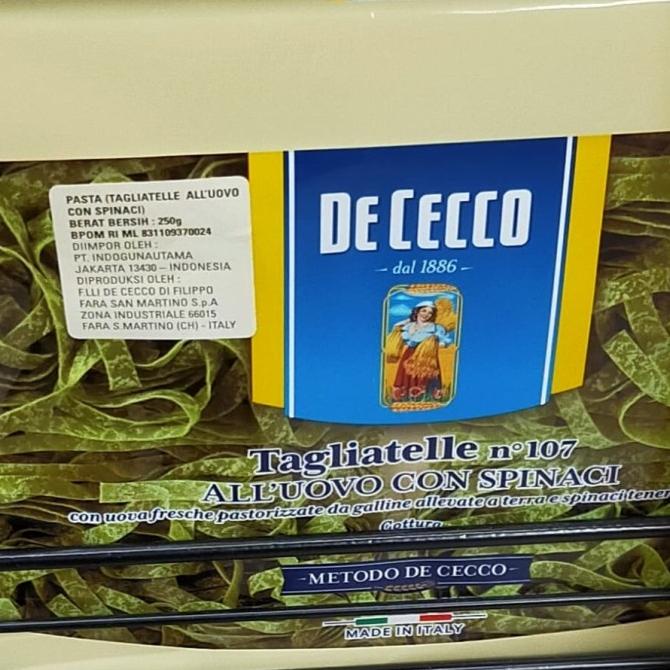 PASTA (TAGLIATELLE ALL'UOVO
CON SPINACI)
BERAT BERSIH : 250g
BPOM RI ML 831109370024
DIIMPOR OLEH :
PT. INDOGUNAUTAMA
JAKARTA 13430 – INDONESIA
DIPRODUKSI OLEH :
F.LLI DE CECCO DI FILIPPO
FARA SAN MARTINO S.p.A
ZONA INDUSTRIALE 66015
FARA S.MARTINO (CH) - ITALY
DE CECCO
- dal 1886 -
Tagliatelle n°107
ALL'UOVO CON SPINACI
con uova fresche pastorizzate da galline allevate a terra e spinaci tener
Cottura
-METODO DE CECCO-
MADE IN ITALY